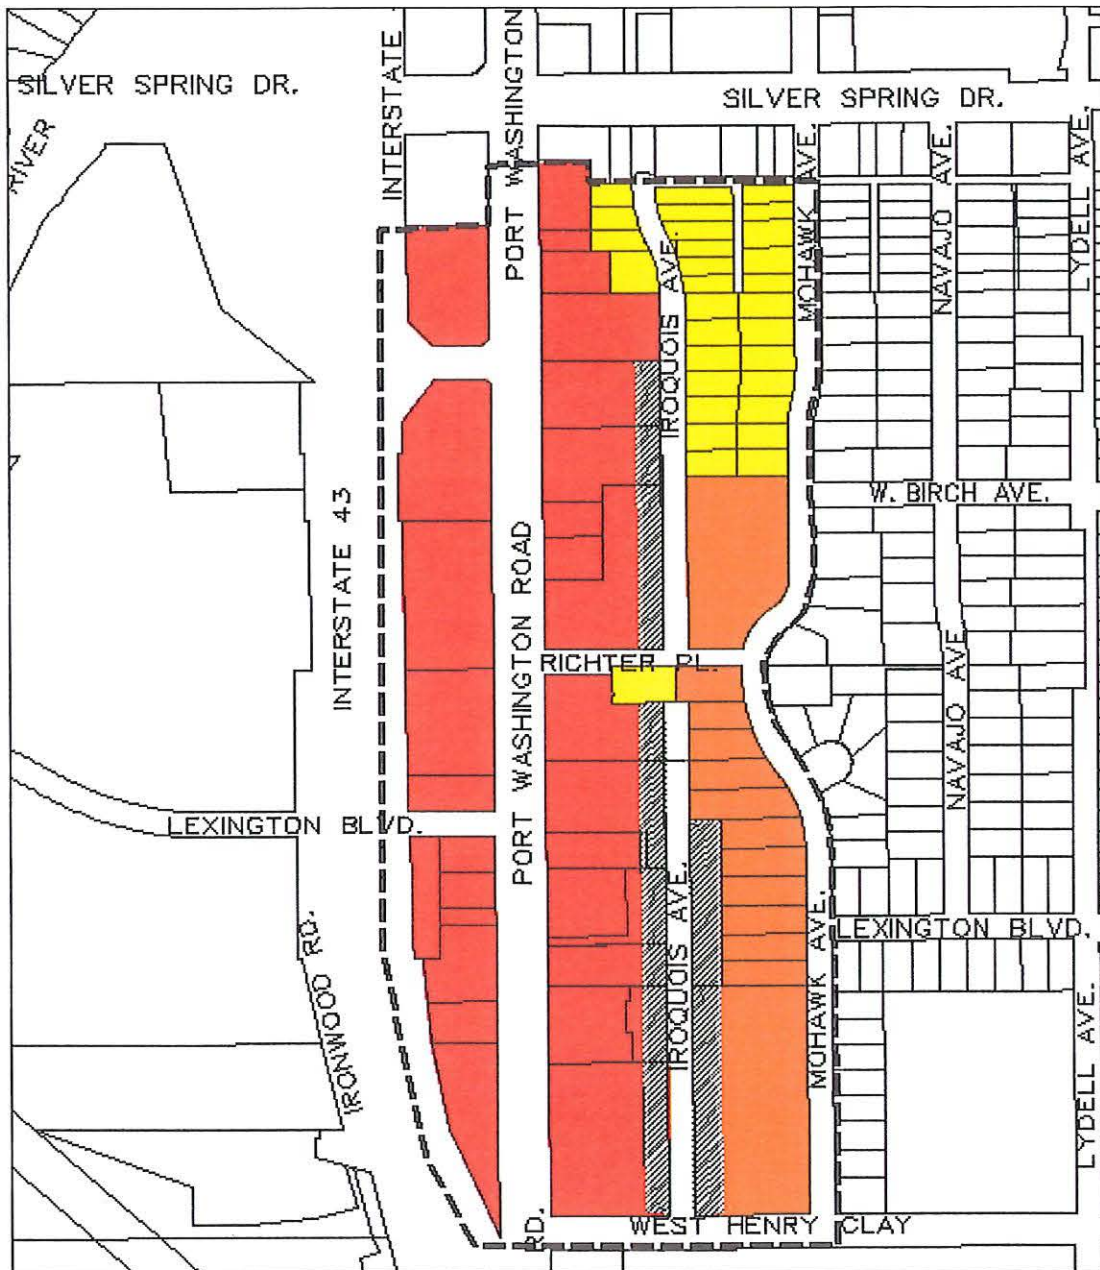 SILVER SPRING DR.
INTERSTATE
PORT WASHINGTON
SILVER SPRING DR.
RIVER
MOHAWK AVE.
NAVAJO AVE.
LYDELL AVE.
IROQUOIS AVE.
W. BIRCH AVE.
INTERSTATE 43
PORT WASHINGTON ROAD
RICHTER PL.
NAVAJO AVE
LEXINGTON BLVD.
IRONWOOD RD.
IROQUOIS AVE.
MOHAWK AVE.
LEXINGTON BLVD.
LYDELL AVE.
RD.
WEST HENRY CLAY